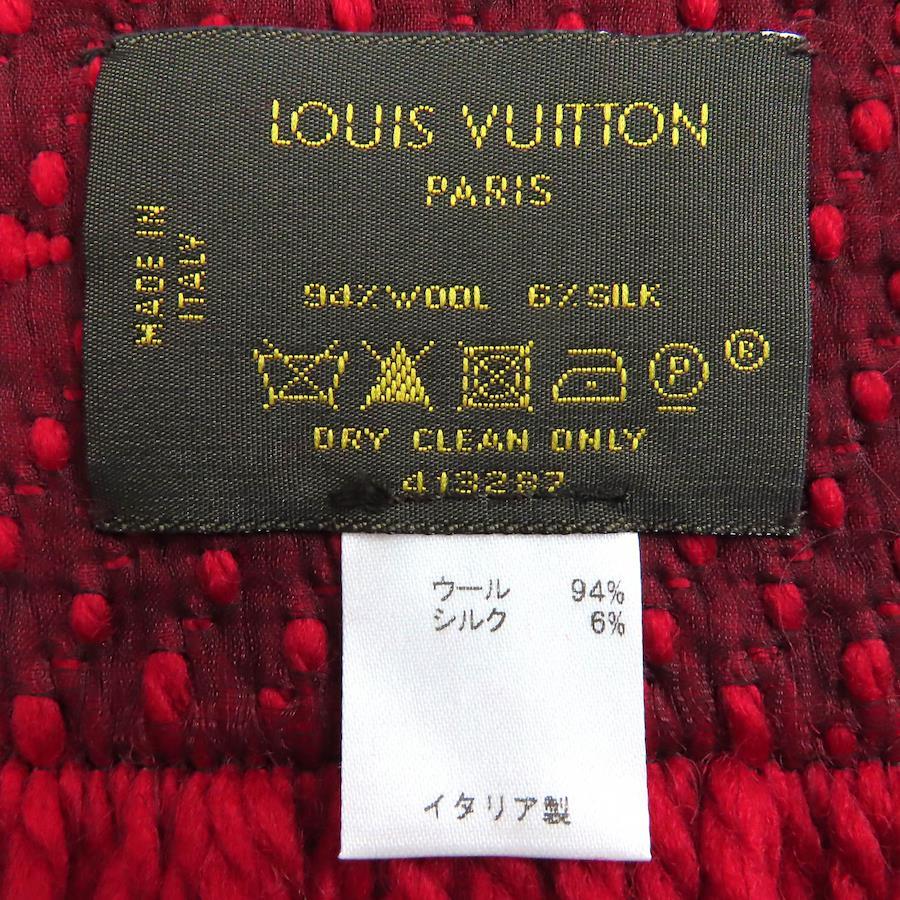 LOUIS VUITTON
PARIS
MADE IN
ITALY
94%WOOL 6%SILK
P
®
DRY CLEAN ONLY
413287
ウール 94%
シルク 6%
イタリア製